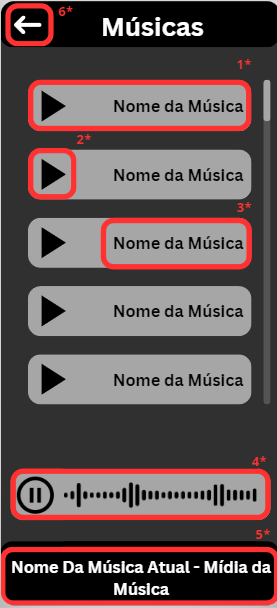 6*
Músicas
1*
Nome da Música
2*
Nome da Música
3*
Nome da Música
Nome da Música
Nome da Música
4*
5*
Nome Da Música Atual - Mídia da
Música